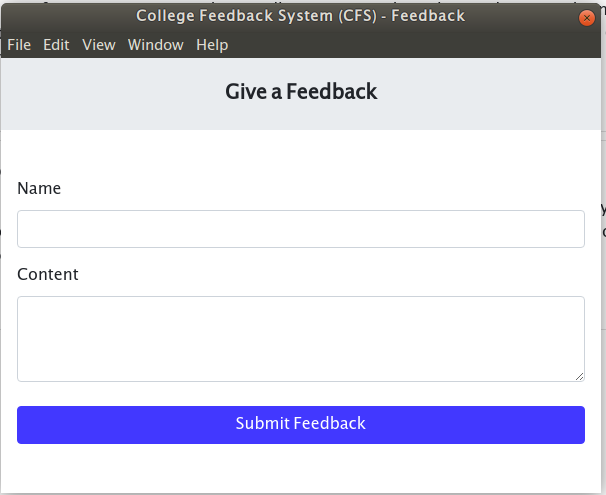 College Feedback System (CFS) - Feedback
File Edit View Window Help
Give a Feedback
Name
Content
Submit Feedback